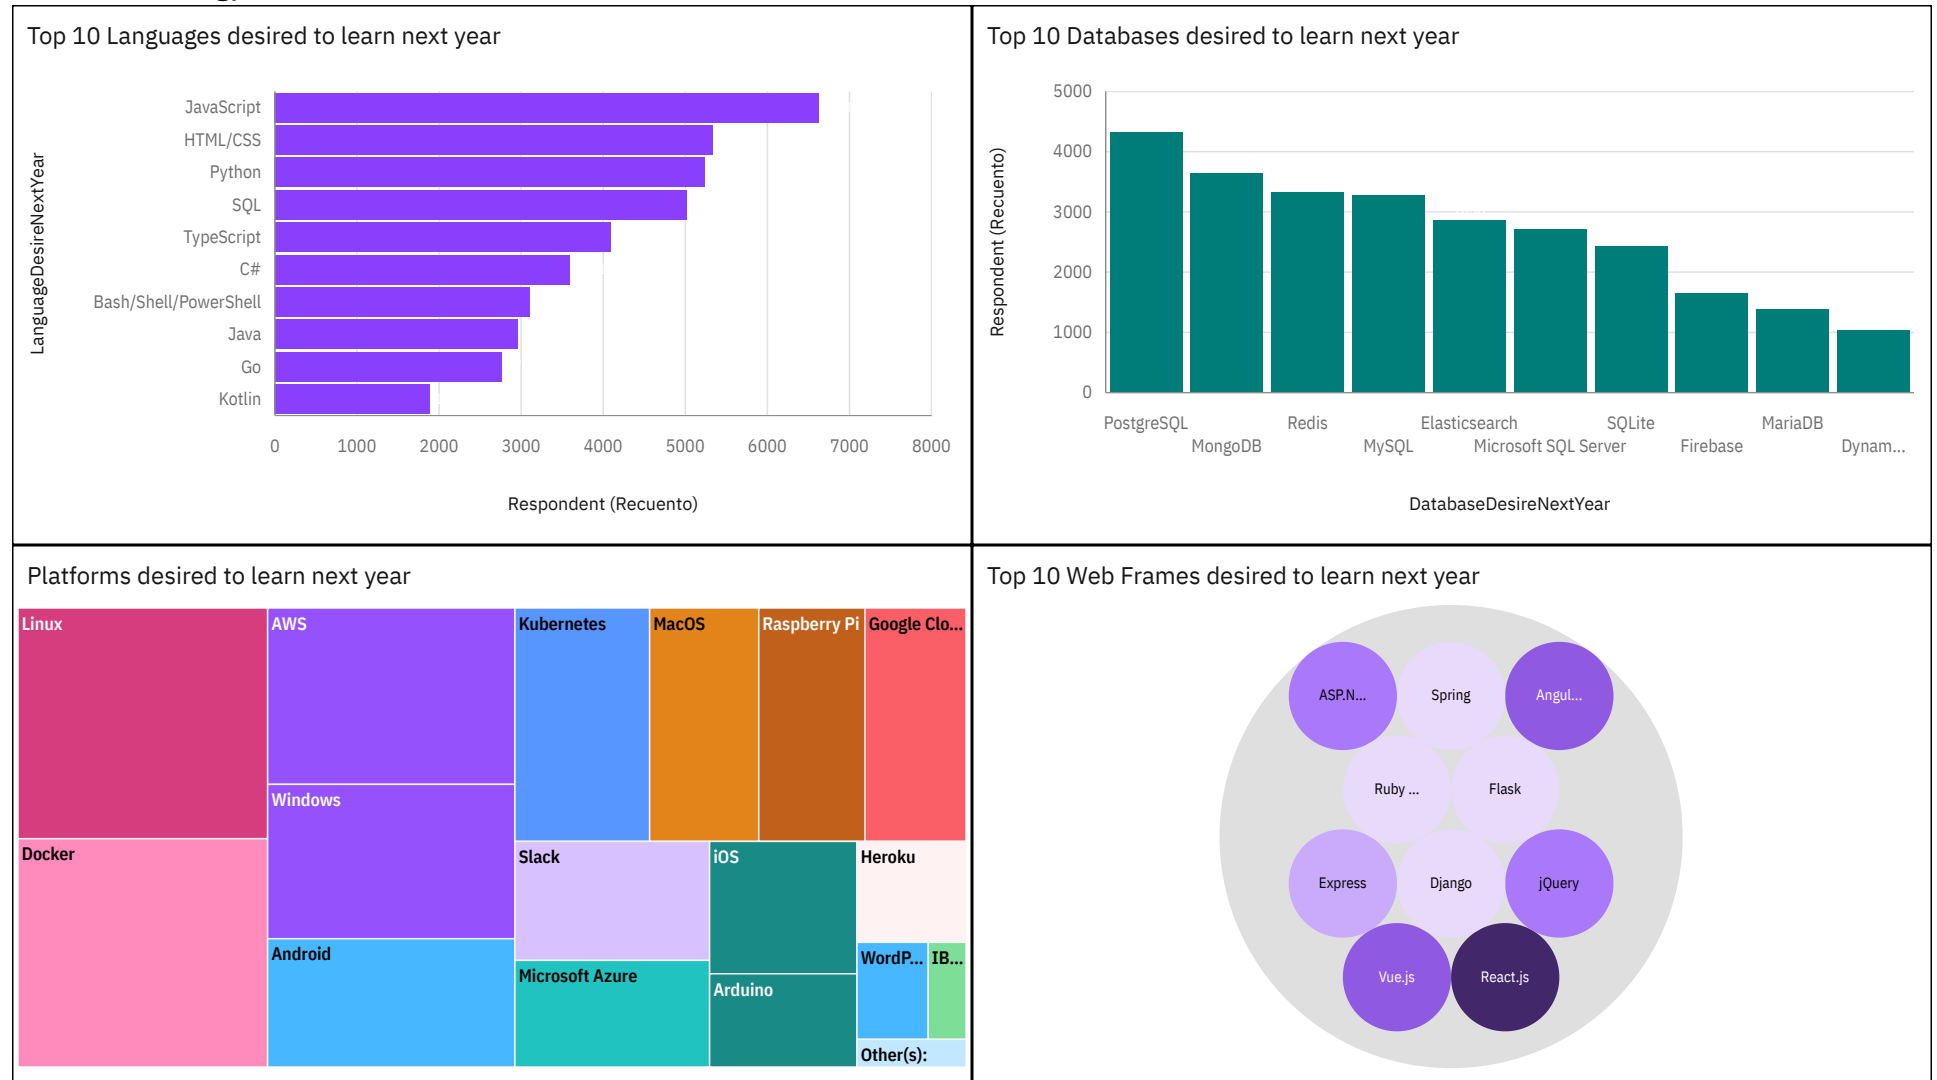 Top 10 Languages desired to learn next year
LanguageDesireNextYear
JavaScript
HTML/CSS
Python
SQL
TypeScript
C#
Bash/Shell/PowerShell
Java
Go
Kotlin
0 1000 2000 3000 4000 5000 6000 7000 8000
Respondent (Recuento)
Top 10 Databases desired to learn next year
Respondent (Recuento)
5000
4000
3000
2000
1000
0
PostgreSQL Redis Elasticsearch SQLite MariaDB
MongoDB MySQL Microsoft SQL Server Firebase Dynam...
DatabaseDesireNextYear
Platforms desired to learn next year
Linux AWS Kubernetes MacOS Raspberry Pi Google Clo...
Windows
Docker Slack iOS Heroku
Android WordP... IB...
Microsoft Azure
Arduino
Other(s):
Top 10 Web Frames desired to learn next year
ASP.N... Spring Angul...
Ruby ... Flask
Express Django jQuery
Vue.js React.js